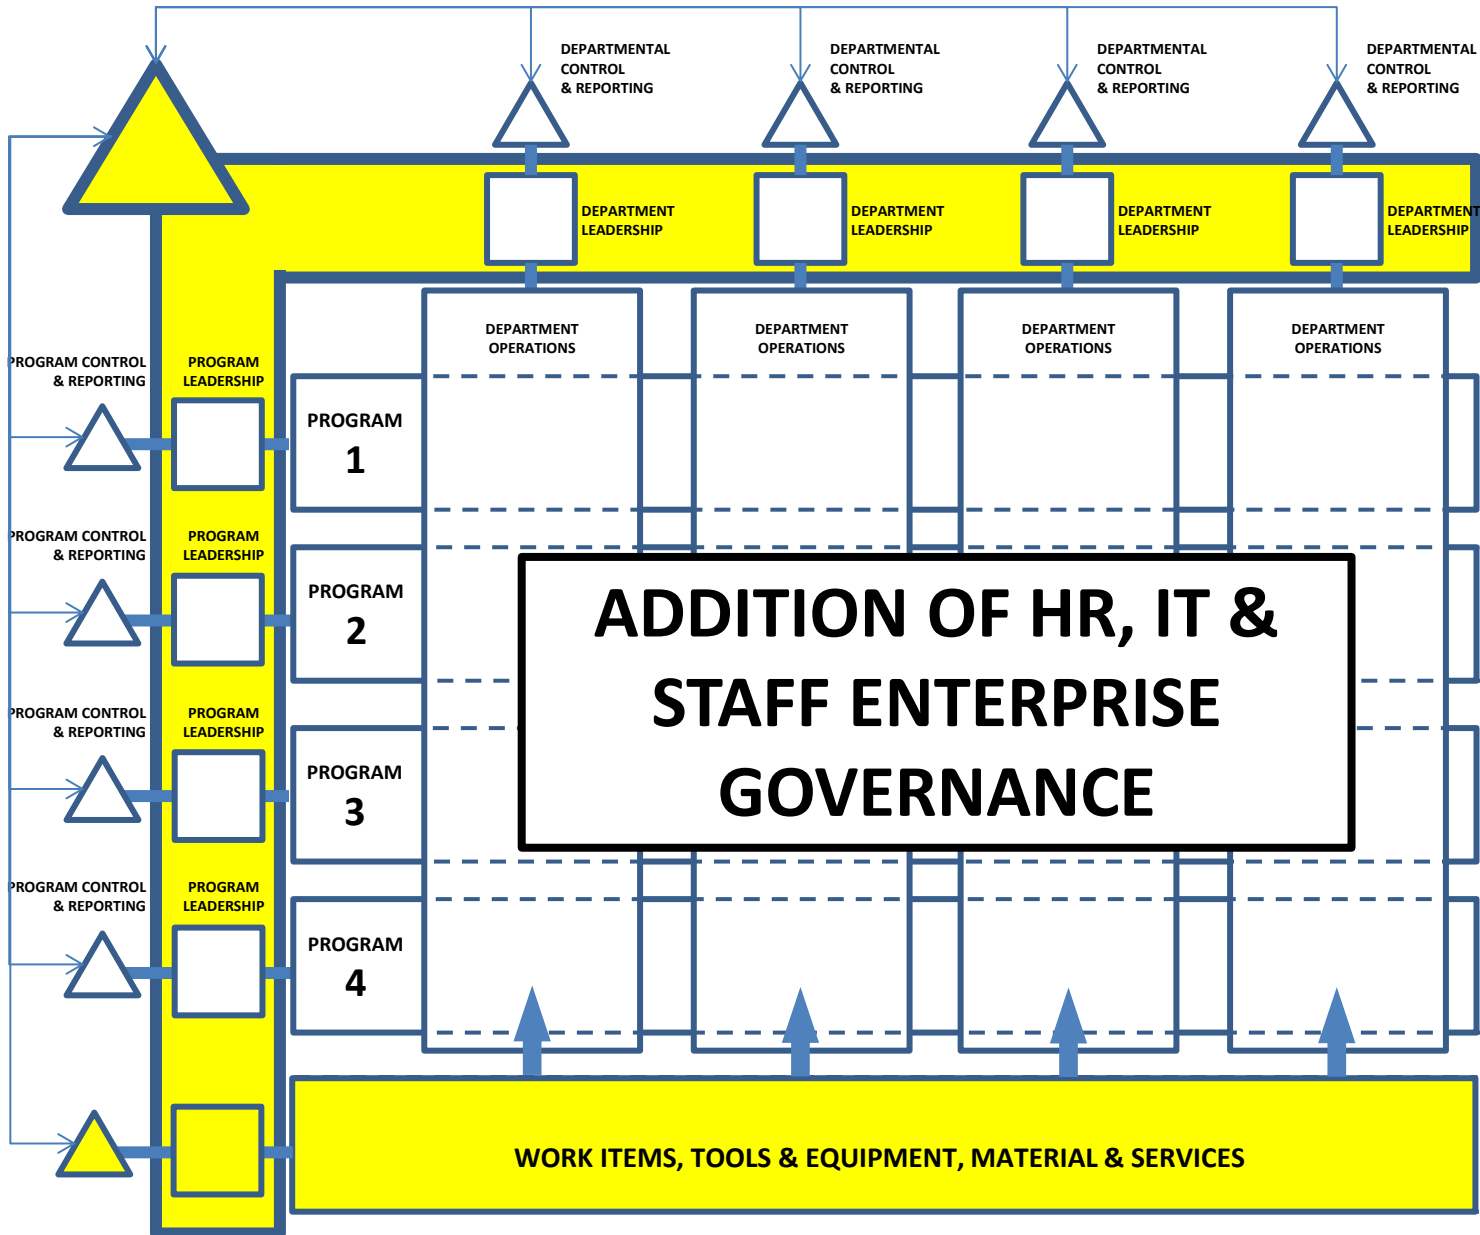 DEPARTMENTAL
CONTROL
& REPORTING
DEPARTMENTAL
CONTROL
& REPORTING
DEPARTMENTAL
CONTROL
& REPORTING
DEPARTMENTAL
CONTROL
& REPORTING
DEPARTMENT
LEADERSHIP
DEPARTMENT
LEADERSHIP
DEPARTMENT
LEADERSHIP
DEPARTMENT
LEADERSHIP
DEPARTMENT
OPERATIONS
DEPARTMENT
OPERATIONS
DEPARTMENT
OPERATIONS
DEPARTMENT
OPERATIONS
PROGRAM CONTROL
& REPORTING
PROGRAM
LEADERSHIP
PROGRAM
1
PROGRAM CONTROL
& REPORTING
PROGRAM
LEADERSHIP
PROGRAM
2
ADDITION OF HR, IT &
STAFF ENTERPRISE
GOVERNANCE
PROGRAM CONTROL
& REPORTING
PROGRAM
LEADERSHIP
PROGRAM
3
PROGRAM CONTROL
& REPORTING
PROGRAM
LEADERSHIP
PROGRAM
4
WORK ITEMS, TOOLS & EQUIPMENT, MATERIAL & SERVICES